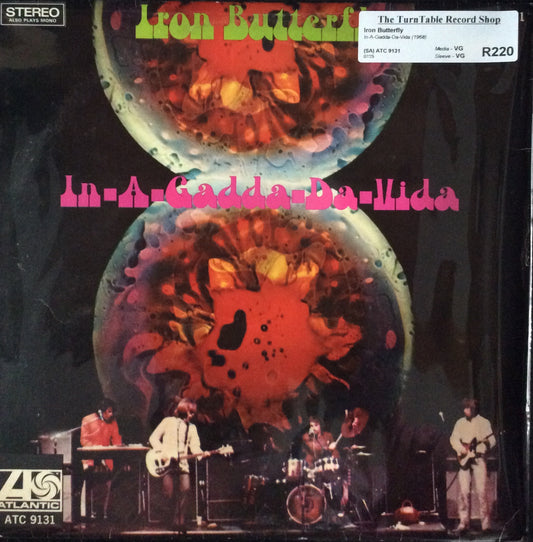 STEREO
ALSO PLAYS MONO
Iron Butterfl
The TurnTable Record Shop
Iron Butterfly
In-A-Gadda-Da-Vida (1968)
(SA) ATC 9131
Media - VG
Sleeve - VG
R220
1
In-A-Gadda-Da-Vida
ATLANTIC
ATC 9131